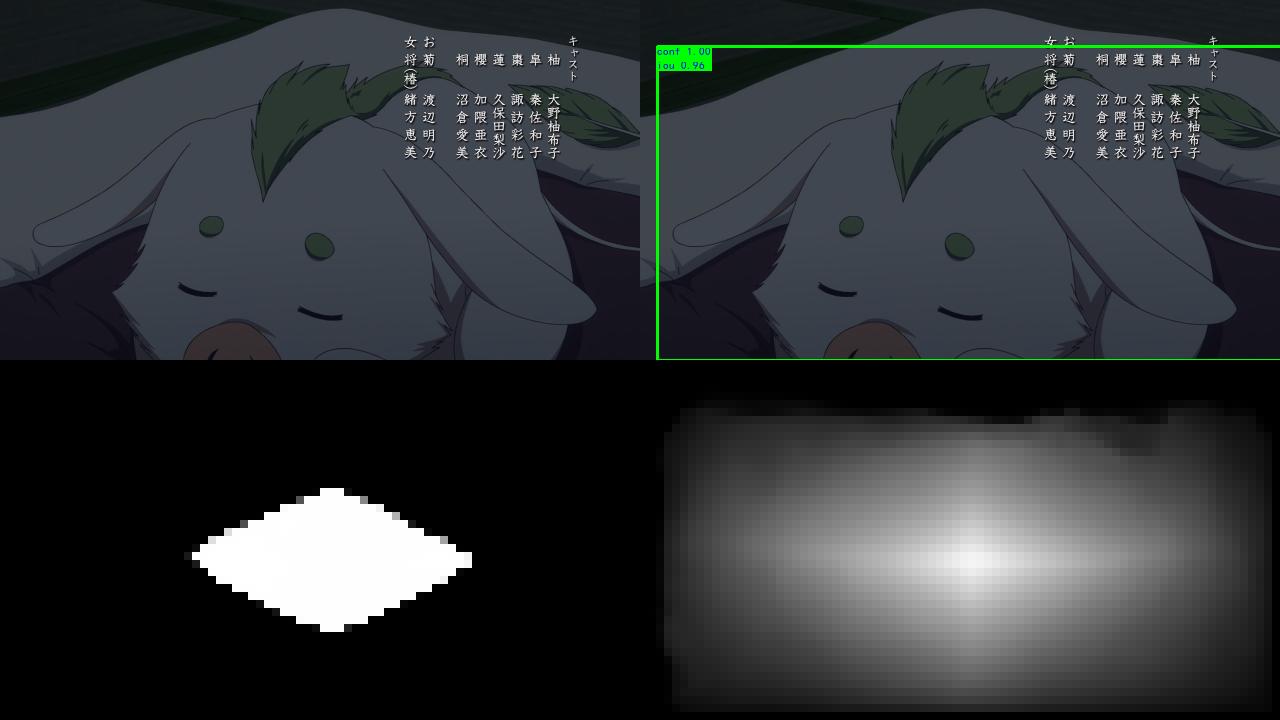 キャスト
柚 大野柚布子
皐 秦佐和子
棗 諏訪彩花
蓮 久保田梨沙
櫻 加隈亜衣
桐 沼倉愛美
お菊 渡辺明乃
女将(椿) 緒方恵美
conf 1.00
iou 0.96
キャスト
柚 大野柚布子
皐 秦佐和子
棗 諏訪彩花
蓮 久保田梨沙
櫻 加隈亜衣
桐 沼倉愛美
お菊 渡辺明乃
女将(椿) 緒方恵美